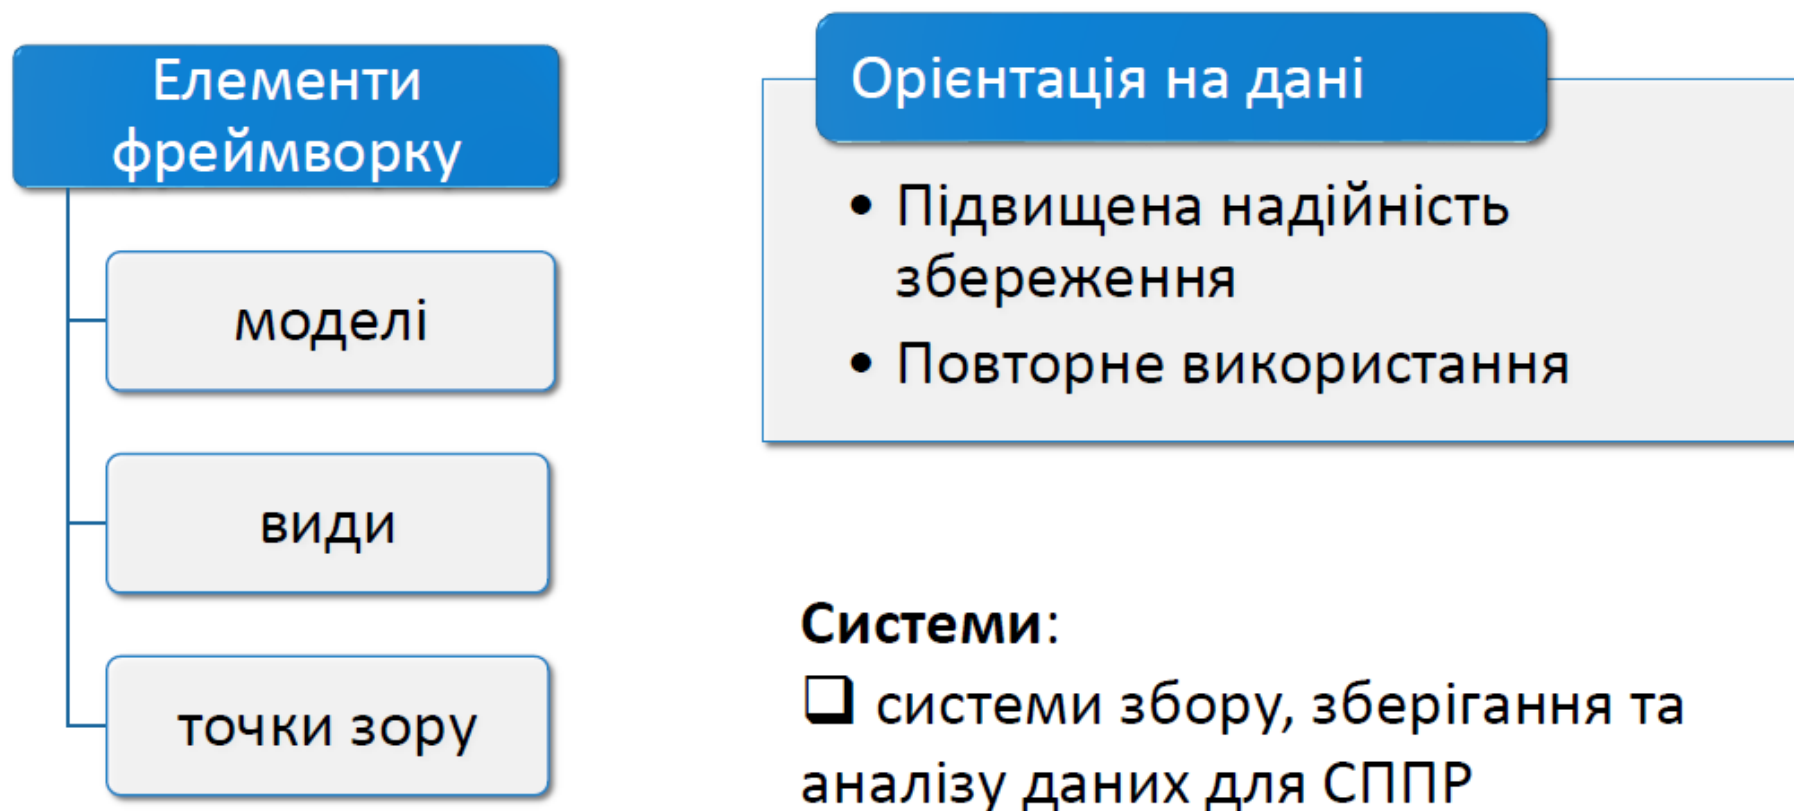 Елементи
фреймворку
моделі
види
точки зору
Орієнтація на дані
• Підвищена надійність
збереження
• Повторне використання
Системи:
❑ системи збору, зберігання та
аналізу даних для СППР